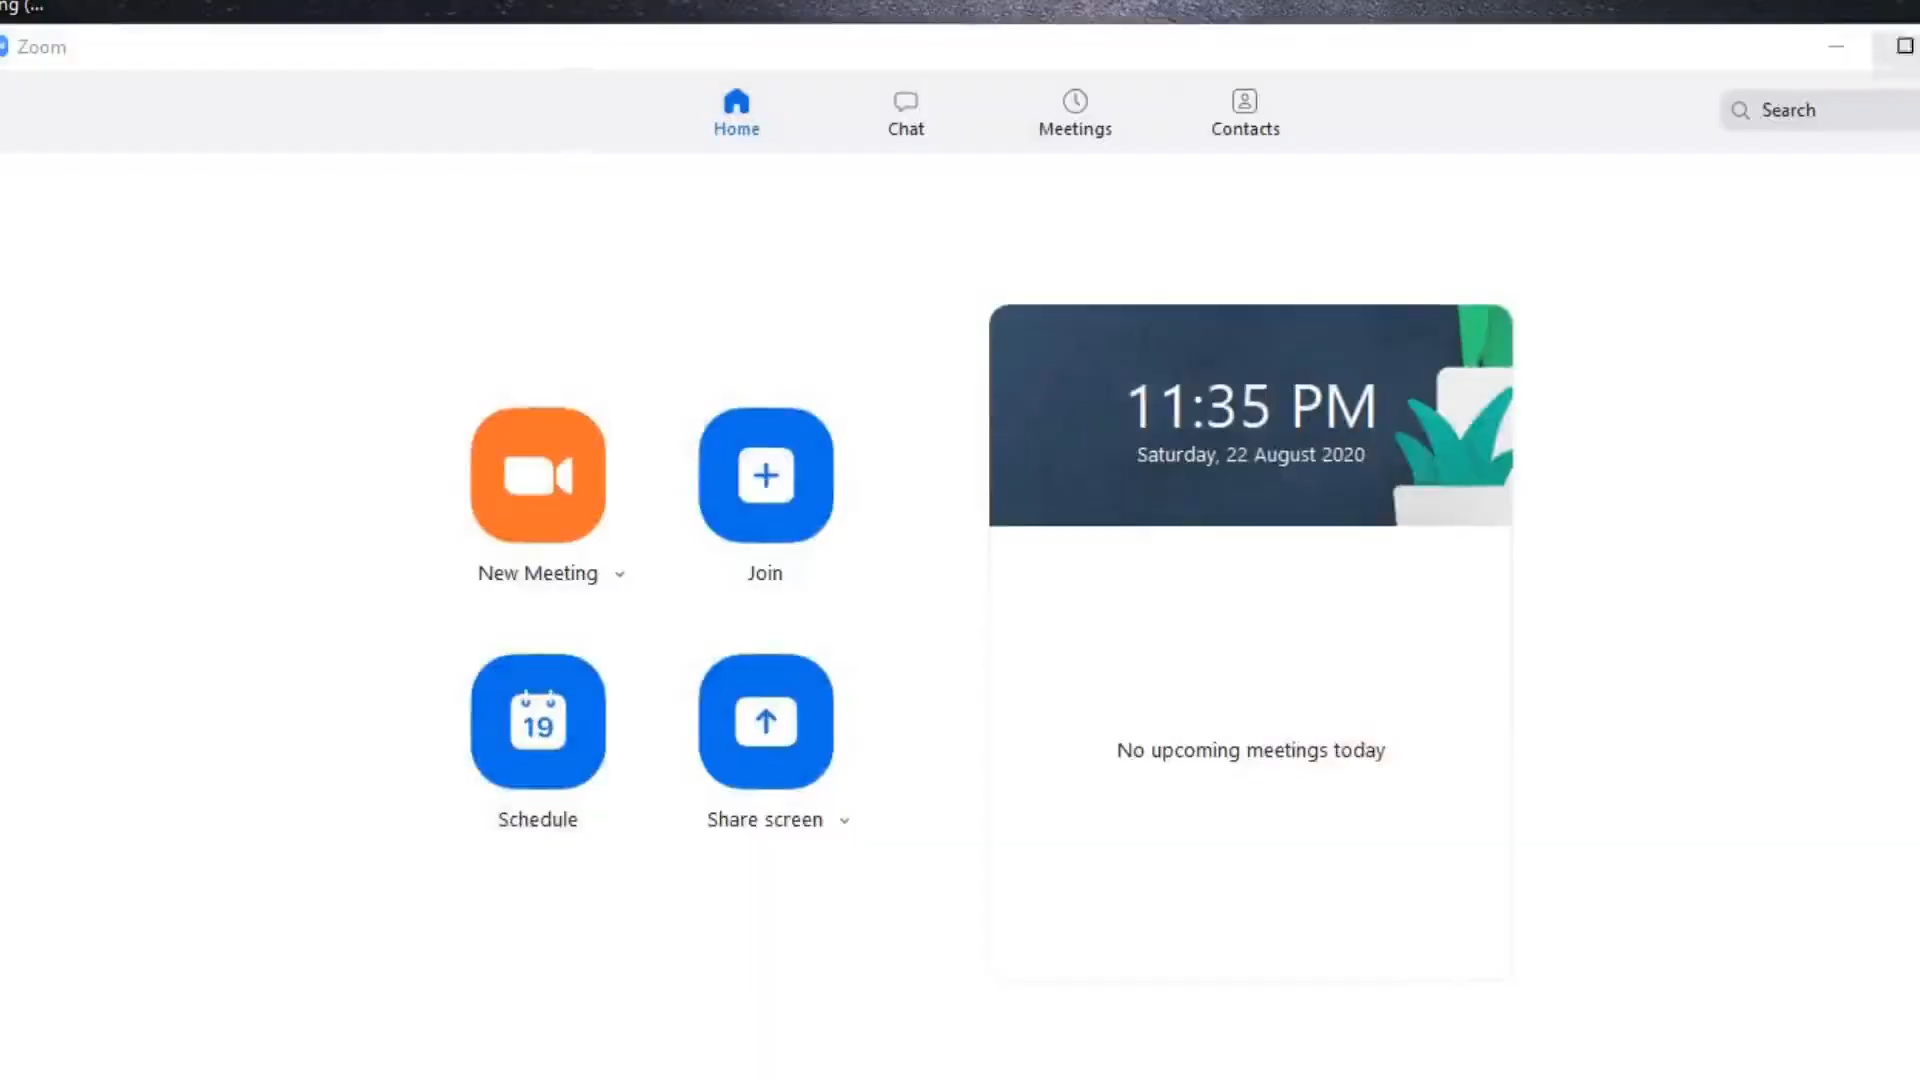 ng (...
Zoom
Home
Chat
Meetings
Contacts
Search
11:35 PM
Saturday, 22 August 2020
New Meeting
Join
19
Schedule
Share screen
No upcoming meetings today